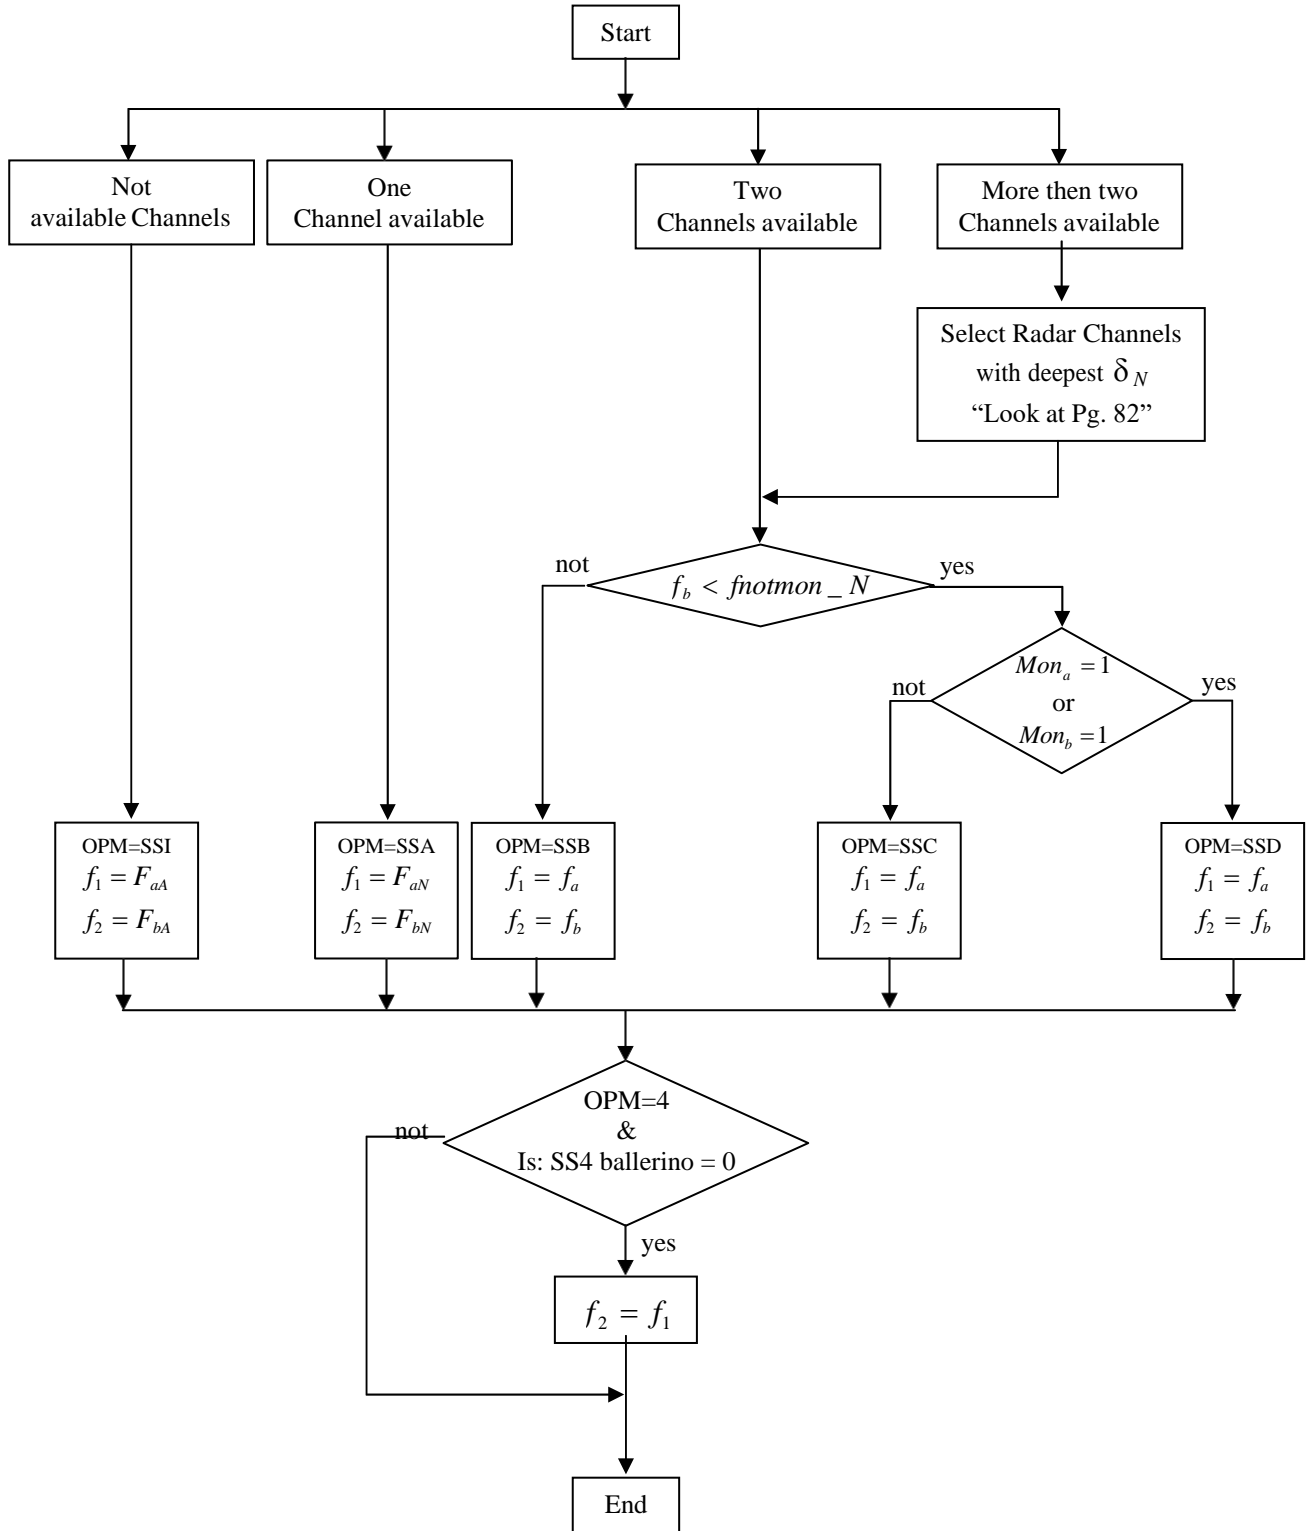 Start
Not
available Channels
One
Channel available
Two
Channels available
More then two
Channels available
Select Radar Channels
with deepest δ_N
“Look at Pg. 82”
not
f_b < fnotmon _ N
yes
not
Mon_a = 1
or
Mon_b = 1
yes
OPM=SSI
f_1 = F_aA
f_2 = F_bA
OPM=SSA
f_1 = F_aN
f_2 = F_bN
OPM=SSB
f_1 = f_a
f_2 = f_b
OPM=SSC
f_1 = f_a
f_2 = f_b
OPM=SSD
f_1 = f_a
f_2 = f_b
not
OPM=4
&
Is: SS4 ballerino = 0
yes
f_2 = f_1
End